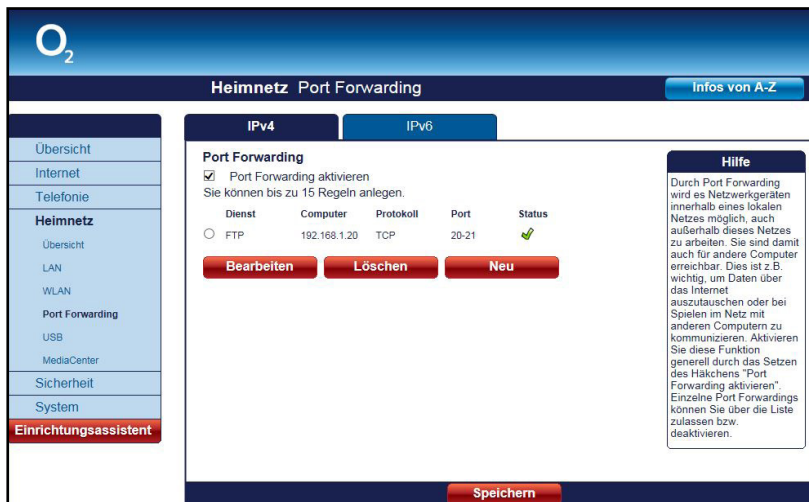 O2
Heimnetz Port Forwarding
Infos von A-Z
Übersicht
Internet
Telefonie
Heimnetz
Übersicht
LAN
WLAN
Port Forwarding
USB
MediaCenter
Sicherheit
System
Einrichtungsassistent
IPv4 IPv6
Port Forwarding
Port Forwarding aktivieren
Sie können bis zu 15 Regeln anlegen.
Dienst Computer Protokoll Port Status
FTP 192.168.1.20 TCP 20-21
Bearbeiten Löschen Neu
Hilfe
Durch Port Forwarding
wird es Netzwerkgeräten
innerhalb eines lokalen
Netzes möglich, auch
außerhalb dieses Netzes
zu arbeiten. Sie sind damit
auch für andere Computer
erreichbar. Dies ist z.B.
wichtig, um Daten über
das Internet
auszutauschen oder bei
Spielen im Netz mit
anderen Computern zu
kommunizieren. Aktivieren
Sie diese Funktion
generell durch das Setzen
des Häkchens "Port
Forwarding aktivieren".
Einzelne Port Forwardings
können Sie über die Liste
zulassen bzw.
deaktivieren.
Speichern